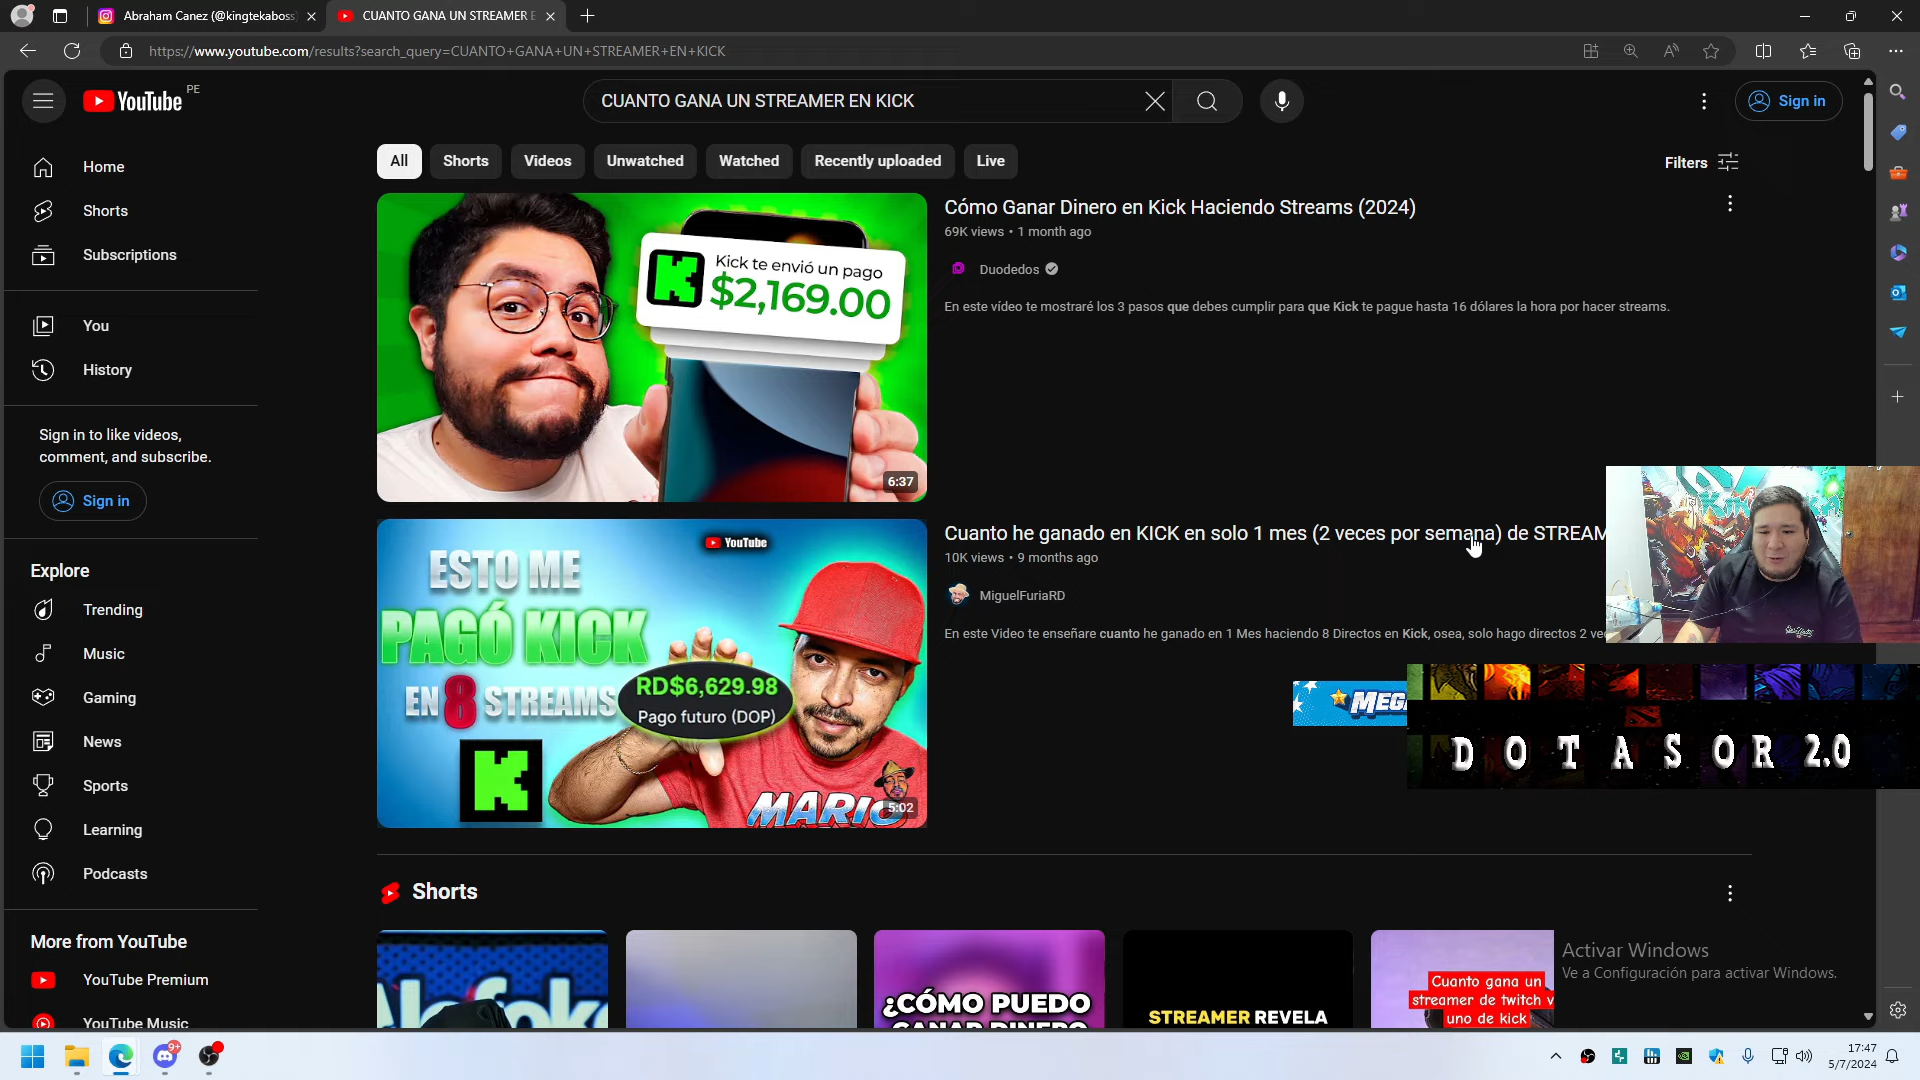 Abraham Canez (@kingtekaboss
CUANTO GANA UN STREAMER E
https://www.youtube.com/results?search_query=CUANTO+GANA+UN+STREAMER+EN+KICK
YouTube PE
CUANTO GANA UN STREAMER EN KICK
Sign in
All
Shorts
Videos
Unwatched
Watched
Recently uploaded
Live
Filters
Home
Shorts
Subscriptions
You
History
Sign in to like videos,
comment, and subscribe.
Sign in
Explore
Trending
Music
Gaming
News
Sports
Learning
Podcasts
More from YouTube
YouTube Premium
YouTube Music
Kick te envió un pago
$2,169.00
6:37
Cómo Ganar Dinero en Kick Haciendo Streams (2024)
69K views • 1 month ago
Duodedos
En este vídeo te mostraré los 3 pasos que debes cumplir para que Kick te pague hasta 16 dólares la hora por hacer streams.
YouTube
ESTO ME
PAGÓ KICK
EN 8 STREAMS
RD$6,629.98
Pago futuro (DOP)
MARIO
5:02
Cuanto he ganado en KICK en solo 1 mes (2 veces por semana) de STREAM
10K views • 9 months ago
MiguelFuriaRD
En este Video te enseñare cuanto he ganado en 1 Mes haciendo 8 Directos en Kick, osea, solo hago directos 2 ve
MEG
DOTASOR 2.0
Shorts
Alofoke
¿CÓMO PUEDO
GANAR DINERO
STREAMER REVELA
Cuanto gana un
streamer de twitch v
uno de kick
Activar Windows
Ve a Configuración para activar Windows.
9+
17:47
5/7/2024